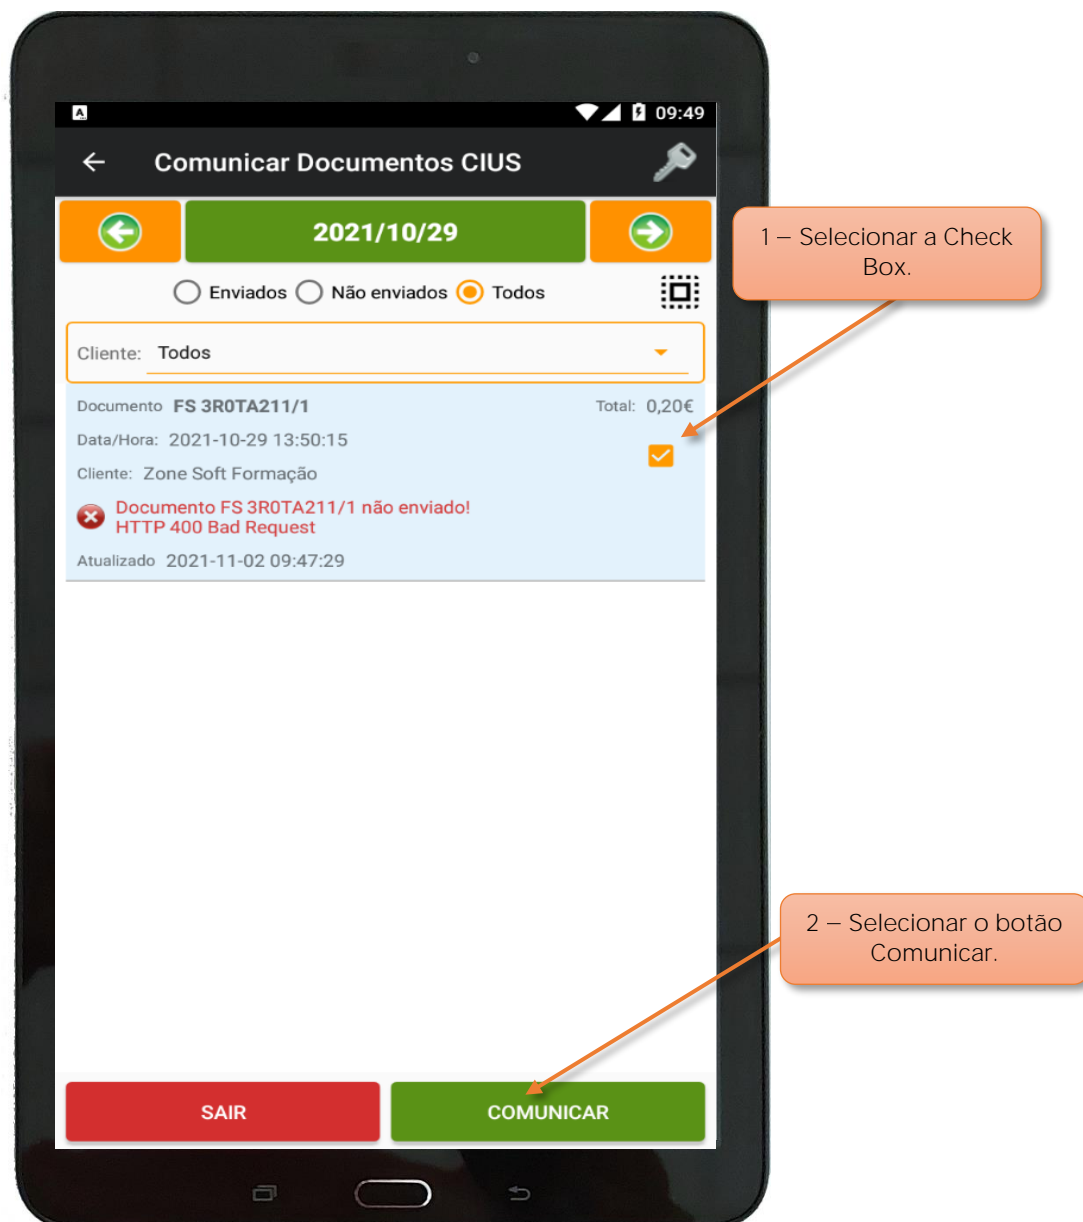 A
09:49
Comunicar Documentos CIUS
2021/10/29
1 – Selecionar a Check
Box.
Enviados Não enviados Todos
Cliente: Todos
Documento FS 3R0TA211/1 Total: 0,20€
Data/Hora: 2021-10-29 13:50:15
Cliente: Zone Soft Formação
Documento FS 3R0TA211/1 não enviado!
HTTP 400 Bad Request
Atualizado 2021-11-02 09:47:29
2 – Selecionar o botão
Comunicar.
SAIR COMUNICAR